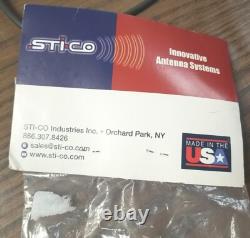 STI-CO
Innovative
Antenna Systems
STI-CO Industries Inc. • Orchard Park, NY
866.307.8426
sales@sti-co.com
www.sti-co.com
MADE IN THE
USA